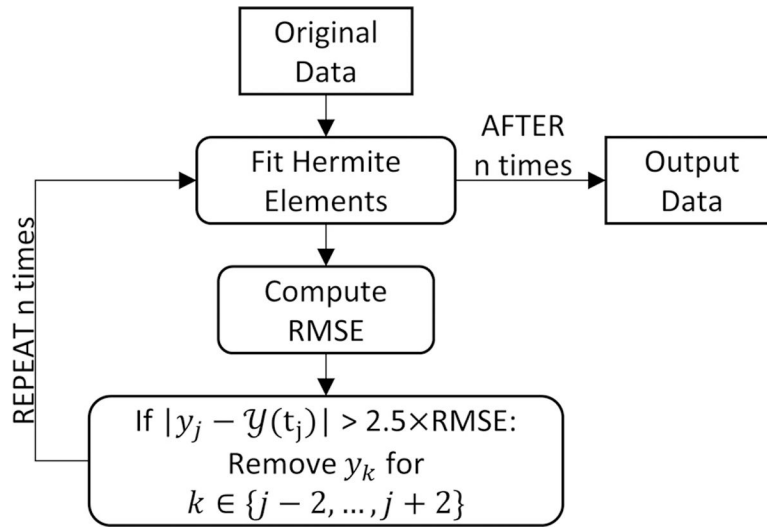 Original
Data
Fit Hermite
Elements
AFTER
n times
Output
Data
Compute
RMSE
REPEAT n times
If |y_j − 𝒴(t_j)| > 2.5×RMSE:
Remove y_k for
k ∈ {j − 2, ..., j + 2}